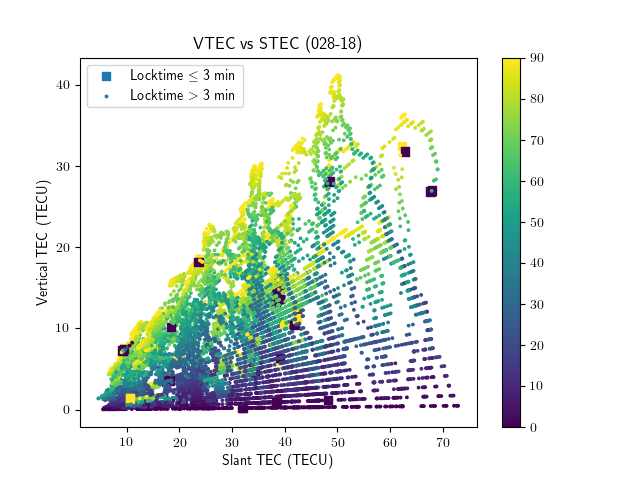 VTEC vs STEC (028-18)
Locktime ≤ 3 min
Locktime > 3 min
Vertical TEC (TECU)
40
30
20
10
0
10 20 30 40 50 60 70
Slant TEC (TECU)
90
80
70
60
50
40
30
20
10
0